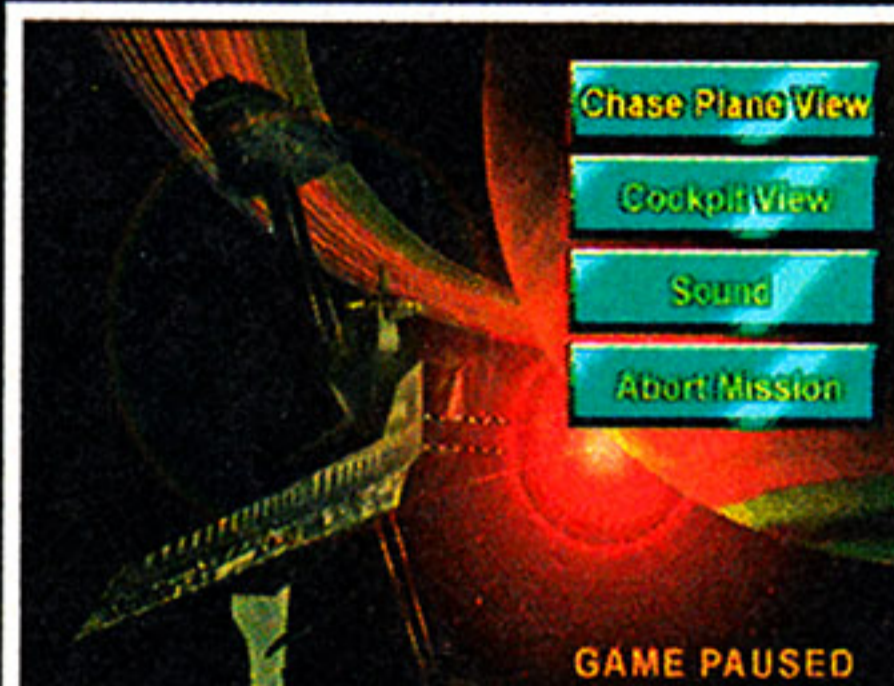 Chase Plane View
Cockpit View
Sound
Abort Mission
GAME PAUSED